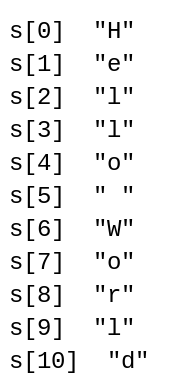 s[0]  "H"
s[1]  "e"
s[2]  "l"
s[3]  "l"
s[4]  "o"
s[5]  " "
s[6]  "W"
s[7]  "o"
s[8]  "r"
s[9]  "l"
s[10]  "d"